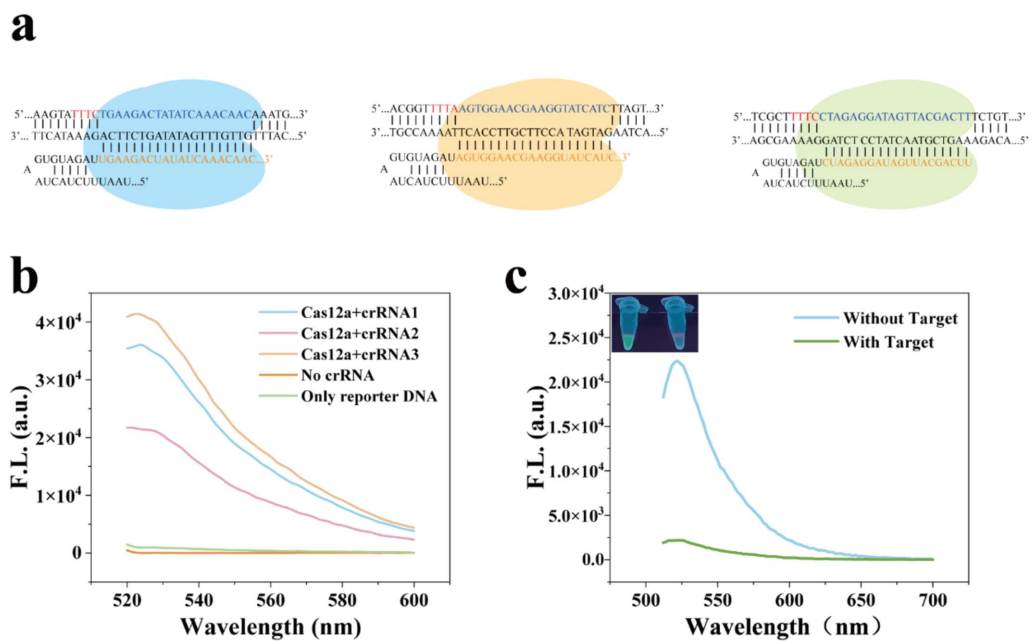 a
5’...AAGTATTTCTGAAGACTATATCAAACAACAAATG...
3’... TTCATAAAGACTTCTGATATAGTTTGTTGTTTAC...
GUGUAGAUUGAAGACUAUAUCAAACAAC...3’
A
AUCAUCUUUAAU...5’
5’...ACGGTTTTAAGTGGAACGAAGGTATCATCTTAGT...3’
3’...TGCCAAAATTCACCTTGCTTCCATAGTAGAATCA...5’
GUGUAGAUAGUGGAACGAAGGUAUCAUC...3’
A
AUCAUCUUUAAU...5’
5’...TCGCTTTTCCTAGAGGATAGTTACGACTTTCTGT...3’
3’...AGCGAAAAGGATCTCCTATCAATGCTGAAAGACA...5’
GUGUAGAUCUAGAGGAUAGUUACGACUU
A
AUCAUCUUUAAU...5’
b
Cas12a+crRNA1
Cas12a+crRNA2
Cas12a+crRNA3
No crRNA
Only reporter DNA
4×10⁴
3×10⁴
2×10⁴
1×10⁴
0
F.L. (a.u.)
520 540 560 580 600
Wavelength (nm)
c
Without Target
With Target
3.0×10⁴
2.5×10⁴
2.0×10⁴
1.5×10⁴
1.0×10⁴
5.0×10³
0.0
F.L. (a.u.)
500 550 600 650 700
Wavelength（nm）